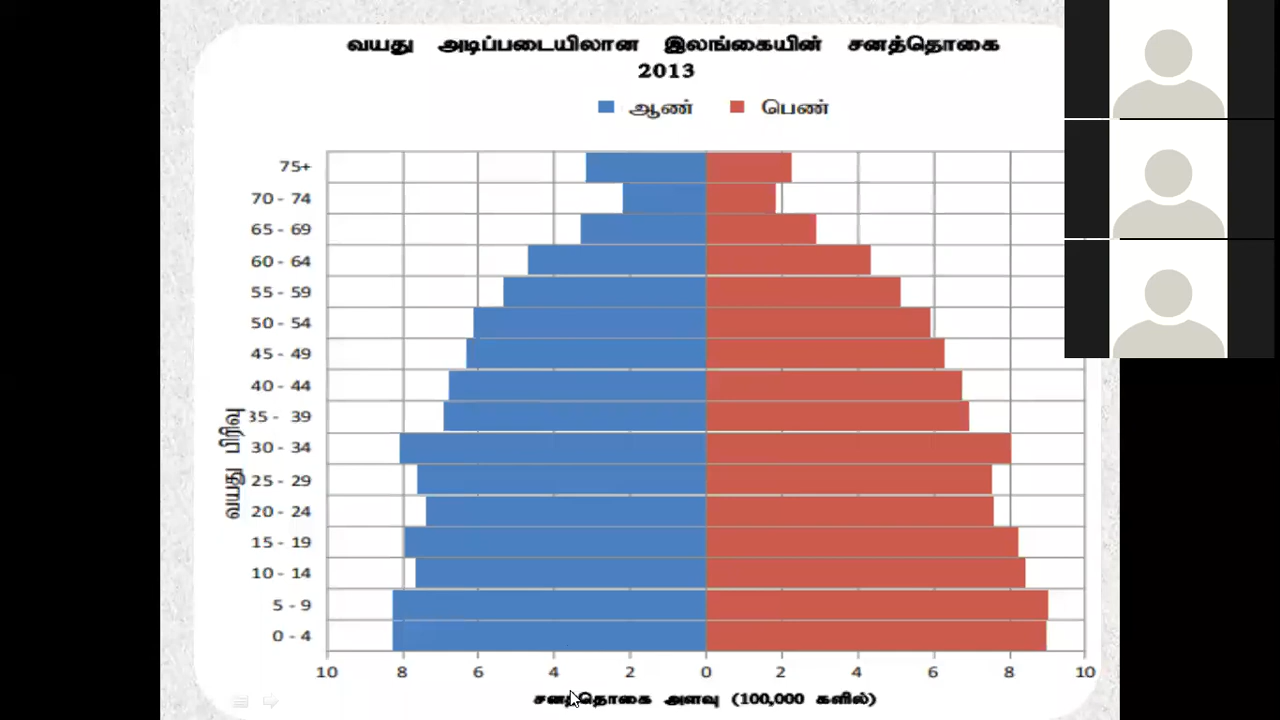 வயது அடிப்படையிலான இலங்கையின் சனத்தொகை
2013
ஆண் பெண்
75+
70 - 74
65 - 69
60 - 64
55 - 59
50 - 54
45 - 49
40 - 44
35 - 39
30 - 34
25 - 29
20 - 24
15 - 19
10 - 14
5 - 9
0 - 4
வயது பிரிவு
10 8 6 4 2 0 2 4 6 8 10
சனத்தொகை அளவு (100,000 களில்)